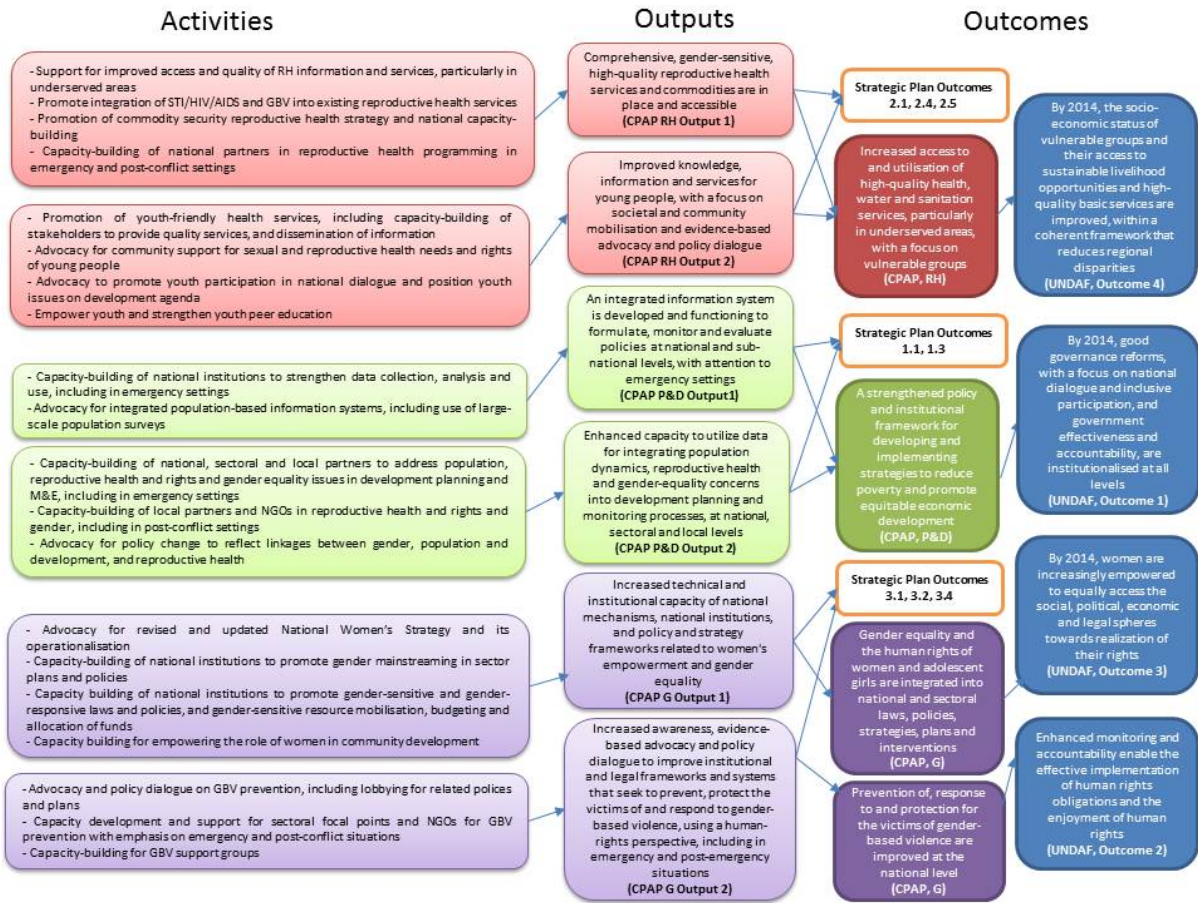 Activities
- Support for improved access and quality of RH information and services, particularly in
underserved areas
- Promote integration of STI/HIV/AIDS and GBV into existing reproductive health services
- Promotion of commodity security reproductive health strategy and national capacity-
building
- Capacity-building of national partners in reproductive health programming in
emergency and post-conflict settings
- Promotion of youth-friendly health services, including capacity-building of
stakeholders to provide quality services, and dissemination of information
- Advocacy for community support for sexual and reproductive health needs and rights
of young people
- Advocacy to promote youth participation in national dialogue and position youth
issues on development agenda
- Empower youth and strengthen youth peer education
- Capacity-building of national institutions to strengthen data collection, analysis and
use, including in emergency settings
- Advocacy for integrated population-based information systems, including use of large-
scale population surveys
- Capacity-building of national, sectoral and local partners to address population,
reproductive health and rights and gender equality issues in development planning and
M&E, including in emergency settings
- Capacity-building of local partners and NGOs in reproductive health and rights and
gender, including in post-conflict settings
- Advocacy for policy change to reflect linkages between gender, population and
development, and reproductive health
- Advocacy for revised and updated National Women's Strategy and its
operationalisation
- Capacity-building of national institutions to promote gender mainstreaming in sector
plans and policies
- Capacity building of national institutions to promote gender-sensitive and gender-
responsive laws and policies, and gender-sensitive resource mobilisation, budgeting and
allocation of funds
- Capacity building for empowering the role of women in community development
- Advocacy and policy dialogue on GBV prevention, including lobbying for related polices
and plans
- Capacity development and support for sectoral focal points and NGOs for GBV
prevention with emphasis on emergency and post-conflict situations
- Capacity-building for GBV support groups
Outputs
Comprehensive, gender-sensitive,
high-quality reproductive health
services and commodities are in
place and accessible
(CPAP RH Output 1)
Improved knowledge,
information and services for
young people, with a focus on
societal and community
mobilisation and evidence-based
advocacy and policy dialogue
(CPAP RH Output 2)
An integrated information system
is developed and functioning to
formulate, monitor and evaluate
policies at national and sub-
national levels, with attention to
emergency settings
(CPAP P&D Output1)
Enhanced capacity to utilize data
for integrating population
dynamics, reproductive health
and gender-equality concerns
into development planning and
monitoring processes, at national,
sectoral and local levels
(CPAP P&D Output 2)
Increased technical and
institutional capacity of national
mechanisms, national institutions,
and policy and strategy
frameworks related to women's
empowerment and gender
equality
(CPAP G Output 1)
Increased awareness, evidence-
based advocacy and policy
dialogue to improve institutional
and legal frameworks and systems
that seek to prevent, protect the
victims of and respond to gender-
based violence, using a human-
rights perspective, including in
emergency and post-emergency
situations
(CPAP G Output 2)
Outcomes
Strategic Plan Outcomes
2.1, 2.4, 2.5
Increased access to
and utilisation of
high-quality health,
water and sanitation
services, particularly
in underserved areas,
with a focus on
vulnerable groups
(CPAP, RH)
Strategic Plan Outcomes
1.1, 1.3
A strengthened policy
and institutional
framework for
developing and
implementing
strategies to reduce
poverty and promote
equitable economic
development
(CPAP, P&D)
Strategic Plan Outcomes
3.1, 3.2, 3.4
Gender equality and
the human rights of
women and adolescent
girls are integrated into
national and sectoral
laws, policies,
strategies, plans and
interventions
(CPAP, G)
Prevention of, response
to and protection for
the victims of gender-
based violence are
improved at the
national level
(CPAP, G)
By 2014, the socio-
economic status of
vulnerable groups and
their access to
sustainable livelihood
opportunities and high-
quality basic services are
improved, within a
coherent framework that
reduces regional
disparities
(UNDAF, Outcome 4)
By 2014, good
governance reforms,
with a focus on national
dialogue and inclusive
participation, and
government
effectiveness and
accountability, are
institutionalised at all
levels
(UNDAF, Outcome 1)
By 2014, women are
increasingly empowered
to equally access the
social, political, economic
and legal spheres
towards realization of
their rights
(UNDAF, Outcome 3)
Enhanced monitoring and
accountability enable the
effective implementation
of human rights
obligations and the
enjoyment of human
rights
(UNDAF, Outcome 2)